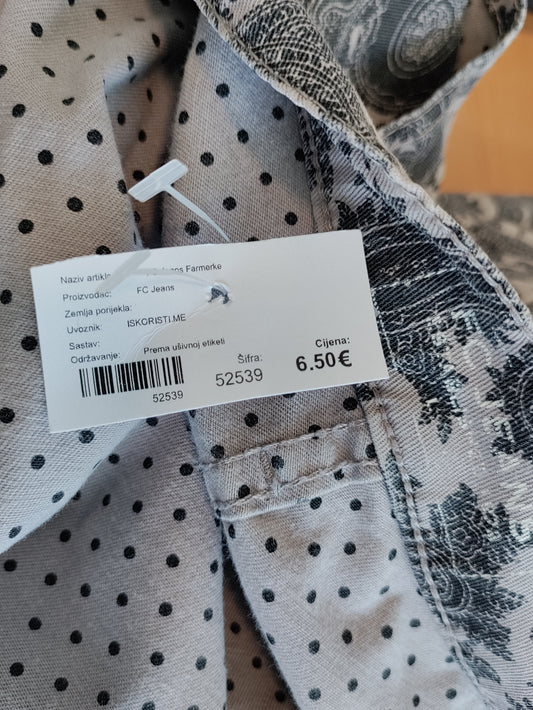 Naziv artikla: Jeans Farmerke
Proizvođač: FC Jeans
Zemlja porijekla:
Uvoznik: ISKORISTI.ME
Sastav:
Održavanje: Prema ušivnoj etiketi
52539
Šifra:
52539
Cijena:
6.50€